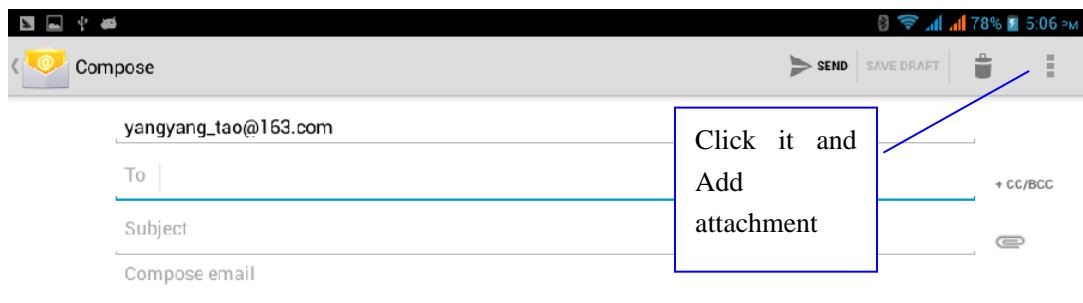 78% 5:06 PM
Compose SEND SAVE DRAFT
yangyang_tao@163.com
To
+ CC/BCC
Subject
Compose email
Click it and
Add
attachment